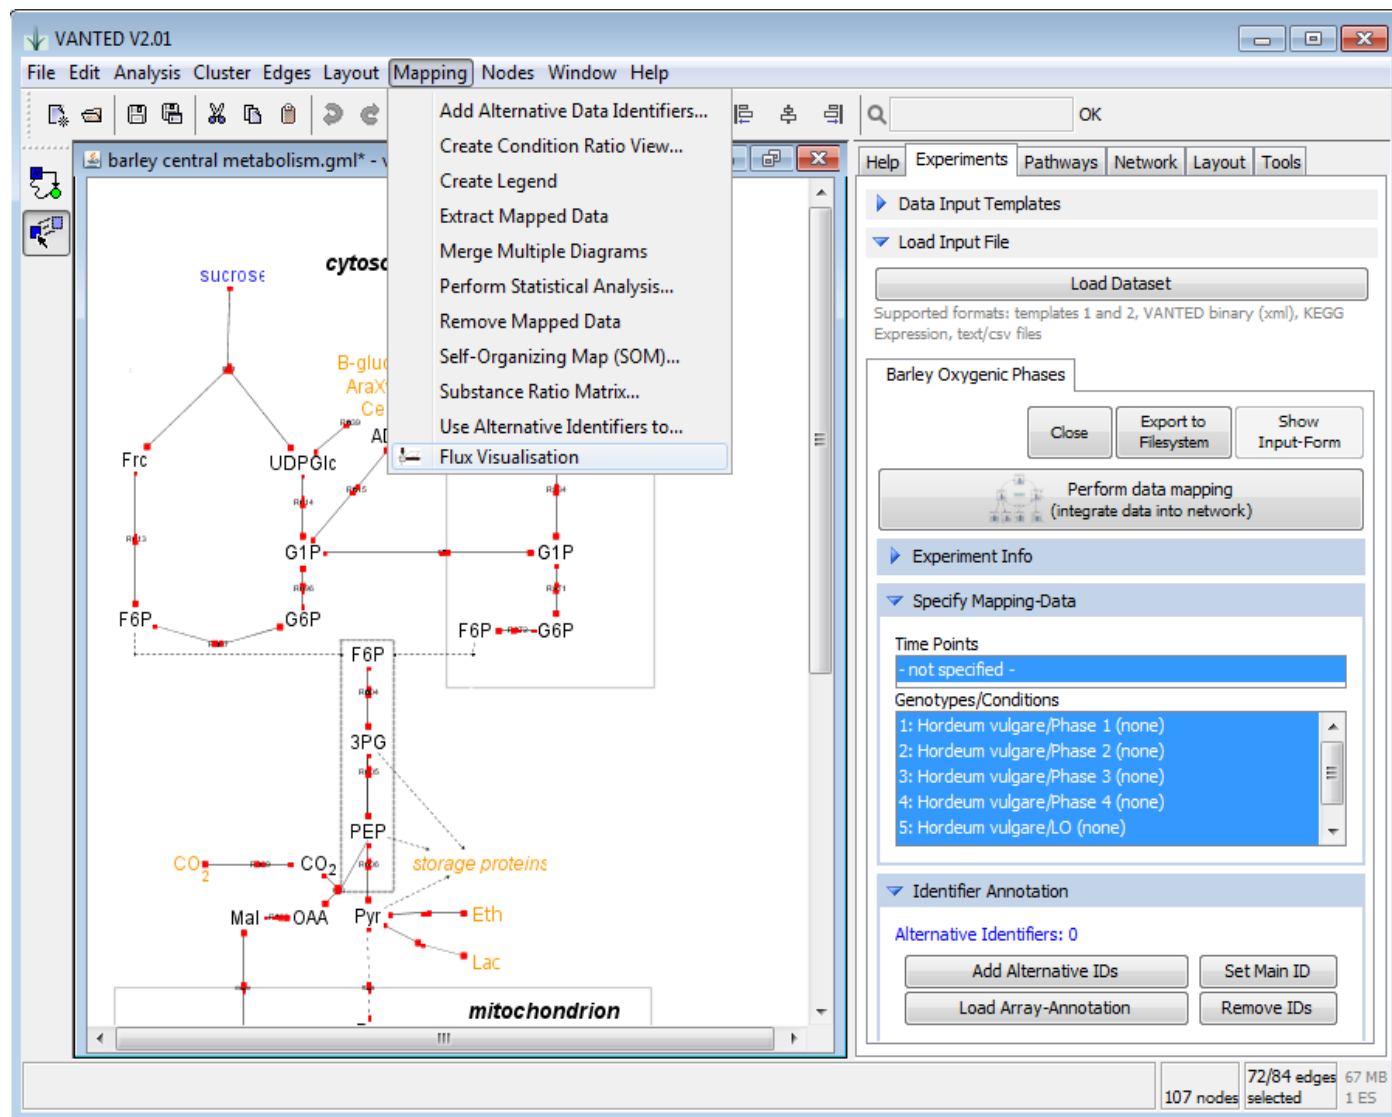 VANTED V2.01
File Edit Analysis Cluster Edges Layout Mapping Nodes Window Help
OK
Add Alternative Data Identifiers...
Create Condition Ratio View...
Create Legend
Extract Mapped Data
Merge Multiple Diagrams
Perform Statistical Analysis...
Remove Mapped Data
Self-Organizing Map (SOM)...
Substance Ratio Matrix...
Use Alternative Identifiers to...
Flux Visualisation
barley central metabolism.gml* - v
sucrose
cytoso
B-gluc
AraX
Ce
AD
Frc
UDPGlc
G1P
G1P
F6P
G6P
F6P
G6P
F6P
3PG
PEP
CO2
CO2
storage proteins
Mal
OAA
Pyr
Eth
Lac
mitochondrion
Help Experiments Pathways Network Layout Tools
Data Input Templates
Load Input File
Load Dataset
Supported formats: templates 1 and 2, VANTED binary (xml), KEGG
Expression, text/csv files
Barley Oxygenic Phases
Close
Export to
Filesystem
Show
Input-Form
Perform data mapping
(integrate data into network)
Experiment Info
Specify Mapping-Data
Time Points
- not specified -
Genotypes/Conditions
1: Hordeum vulgare/Phase 1 (none)
2: Hordeum vulgare/Phase 2 (none)
3: Hordeum vulgare/Phase 3 (none)
4: Hordeum vulgare/Phase 4 (none)
5: Hordeum vulgare/LO (none)
Identifier Annotation
Alternative Identifiers: 0
Add Alternative IDs
Set Main ID
Load Array-Annotation
Remove IDs
107 nodes
72/84 edges
selected
67 MB
1 ES